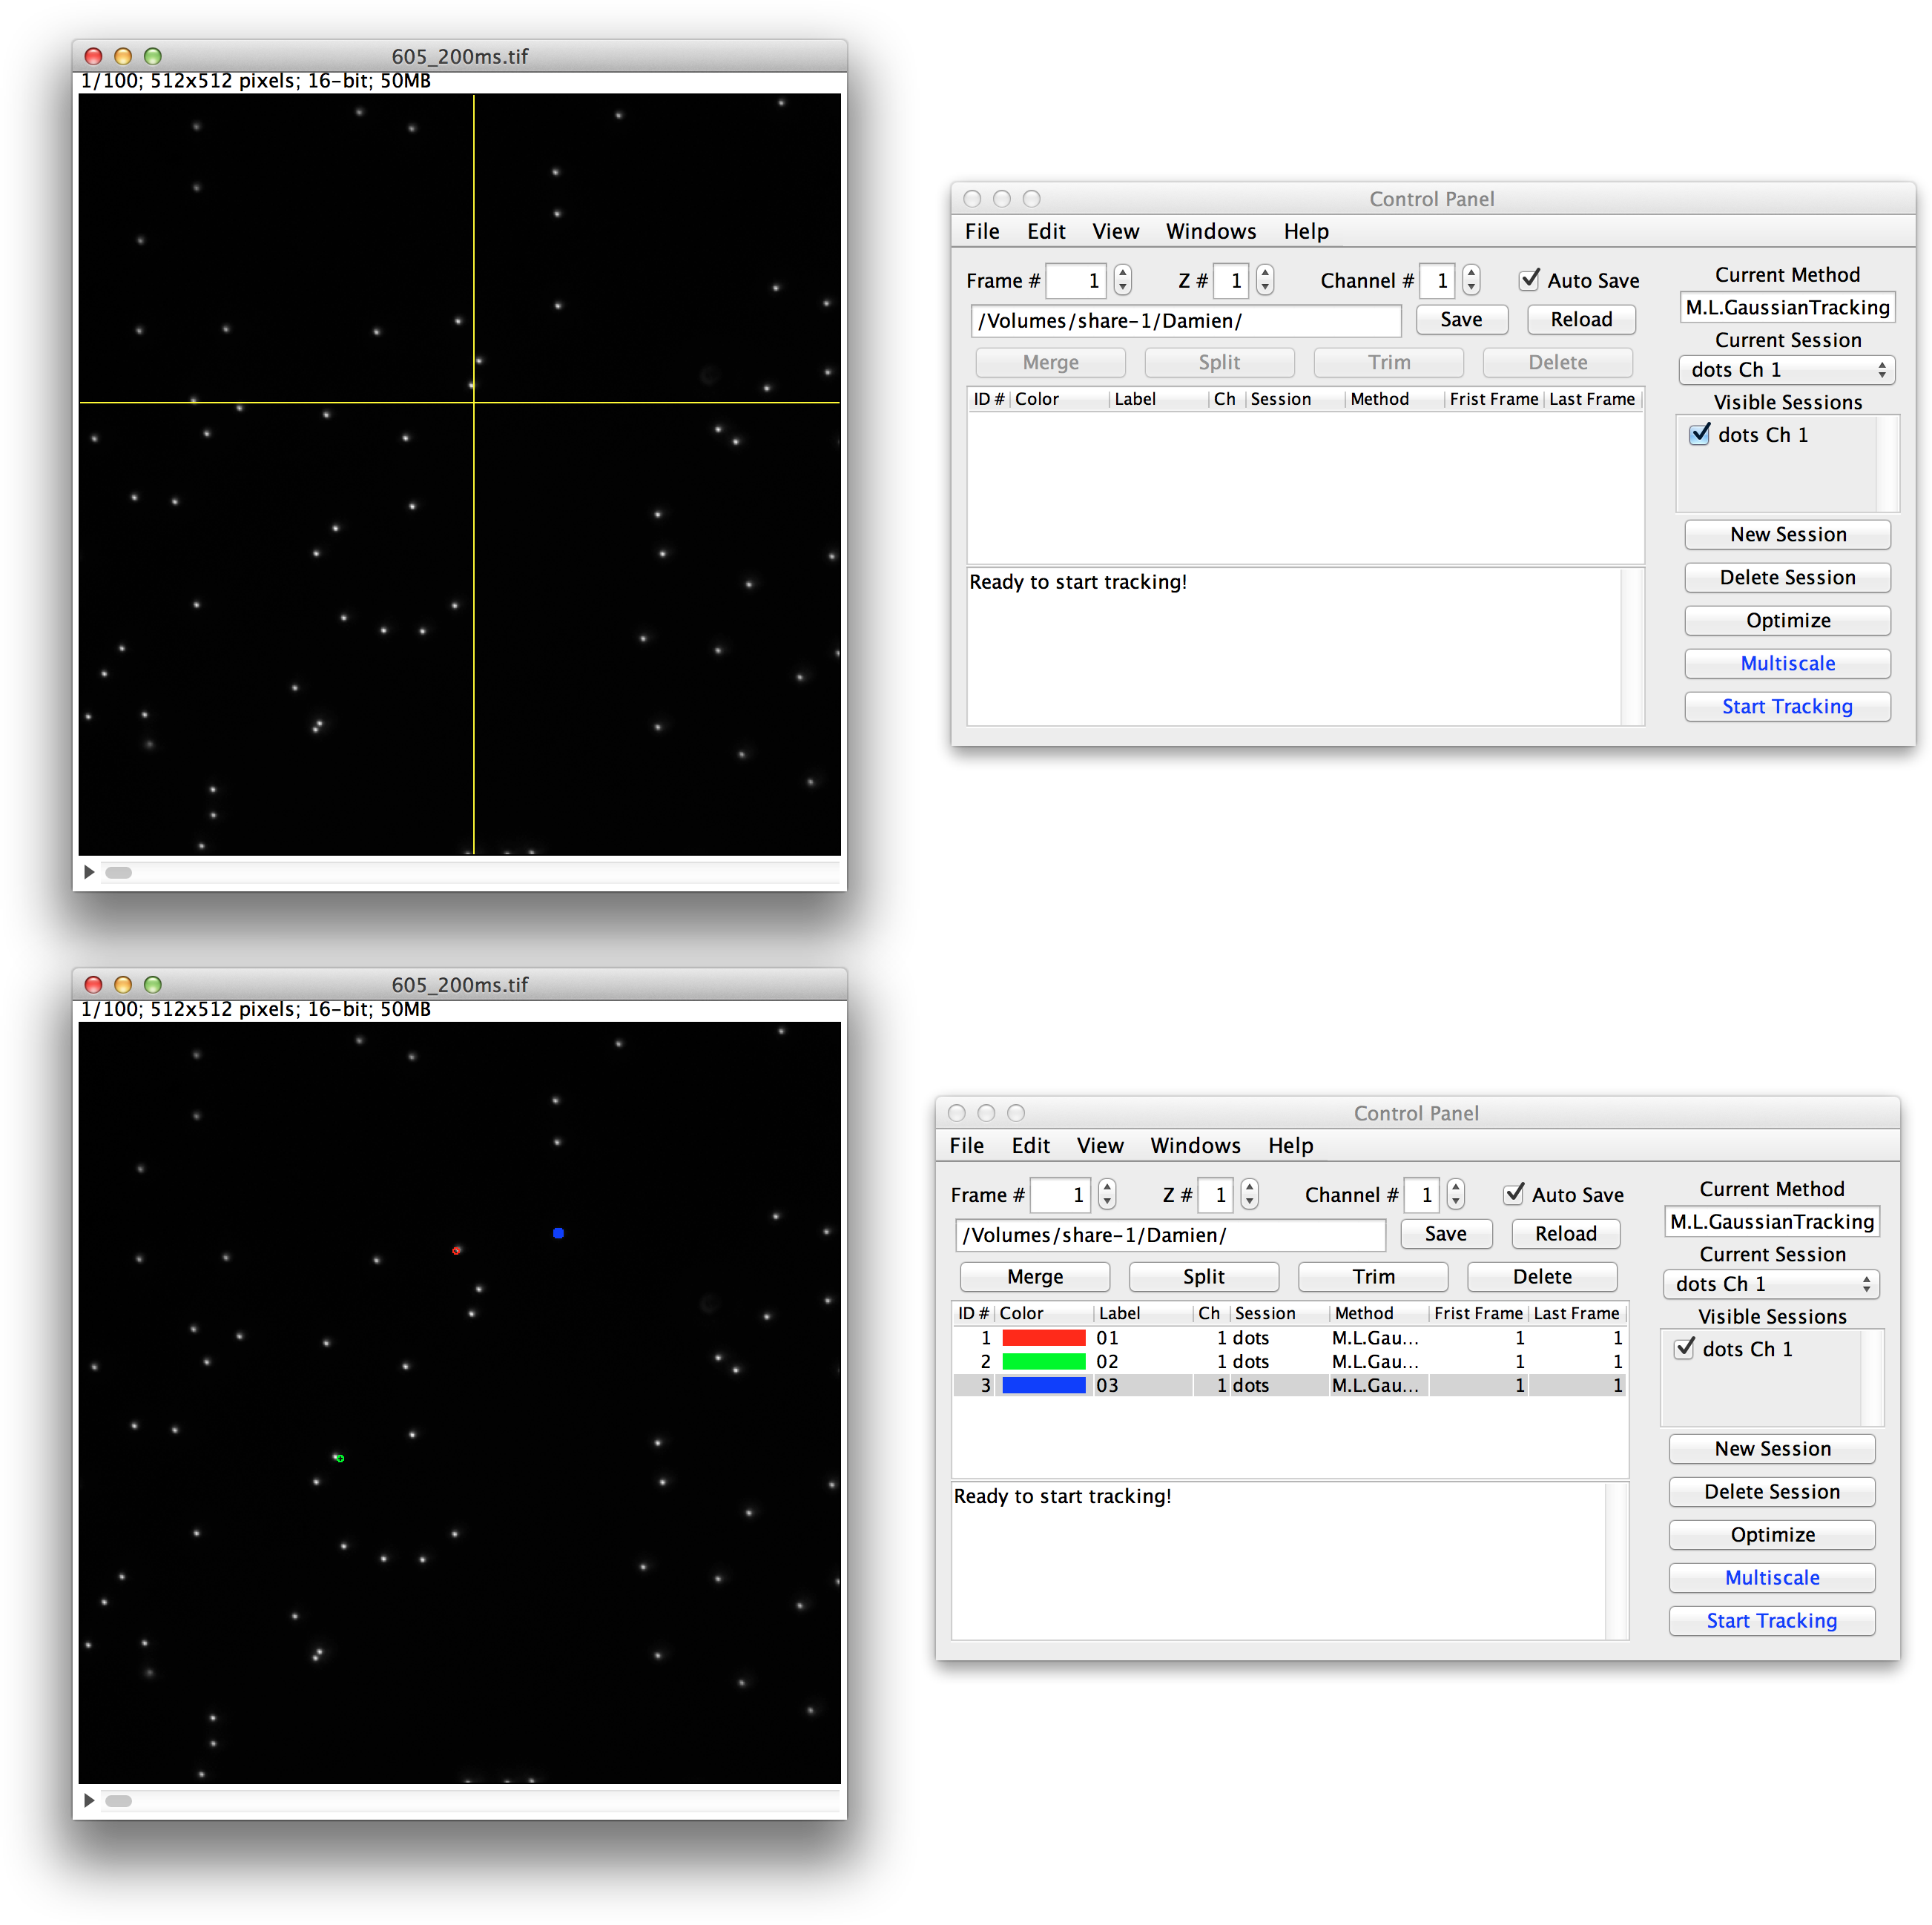 605_200ms.tif
1/100; 512x512 pixels; 16-bit; 50MB
Control Panel
File Edit View Windows Help
Frame # 1 Z # 1 Channel # 1 Auto Save
/Volumes/share-1/Damien/ Save Reload
Merge Split Trim Delete
ID # Color Label Ch Session Method Frist Frame Last Frame
Ready to start tracking!
Current Method
M.L.GaussianTracking
Current Session
dots Ch 1
Visible Sessions
dots Ch 1
New Session
Delete Session
Optimize
Multiscale
Start Tracking
605_200ms.tif
1/100; 512x512 pixels; 16-bit; 50MB
Control Panel
File Edit View Windows Help
Frame # 1 Z # 1 Channel # 1 Auto Save
/Volumes/share-1/Damien/ Save Reload
Merge Split Trim Delete
ID # Color Label Ch Session Method Frist Frame Last Frame
1 01 1 dots M.L.Gau... 1 1
2 02 1 dots M.L.Gau... 1 1
3 03 1 dots M.L.Gau... 1 1
Ready to start tracking!
Current Method
M.L.GaussianTracking
Current Session
dots Ch 1
Visible Sessions
dots Ch 1
New Session
Delete Session
Optimize
Multiscale
Start Tracking